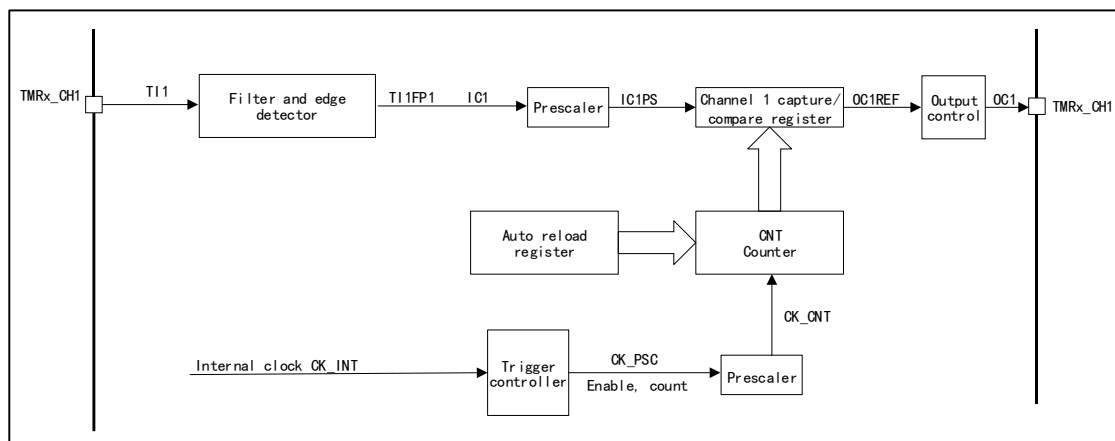 TMRx_CH1
TI1
Filter and edge
detector
TI1FP1
IC1
Prescaler
IC1PS
Channel 1 capture/
compare register
OC1REF
Output
control
OC1
TMRx_CH1
Auto reload
register
CNT
Counter
CK_CNT
Internal clock CK_INT
Trigger
controller
CK_PSC
Enable, count
Prescaler